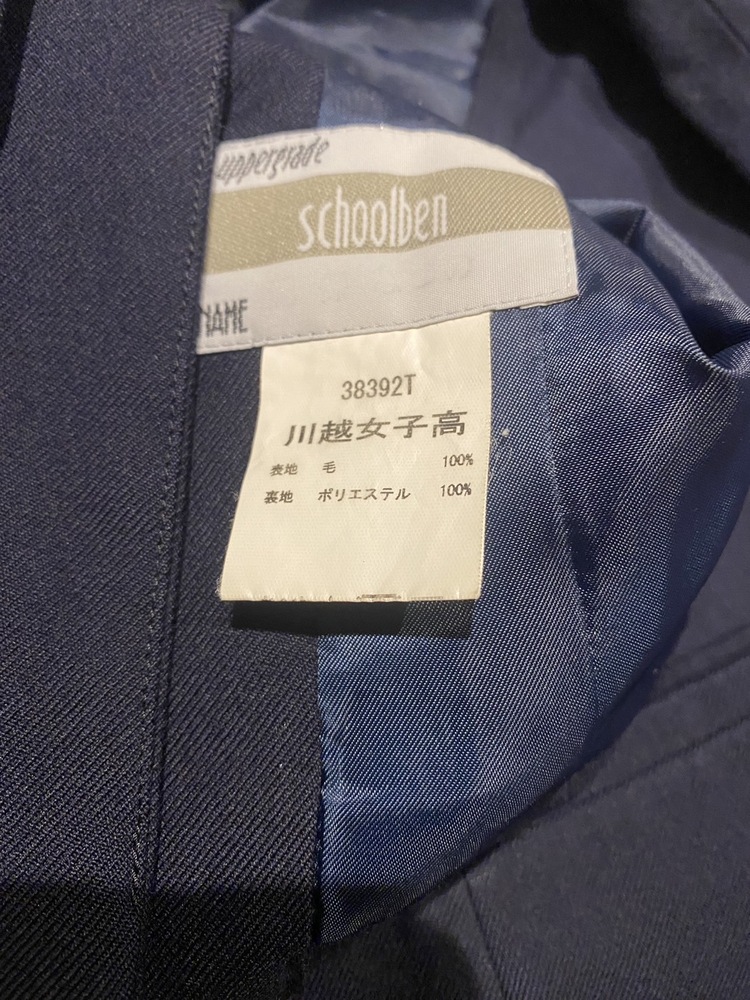 uppergrade
schoolben
NAME
38392T
川越女子高
表地 毛 100%
裏地 ポリエステル 100%